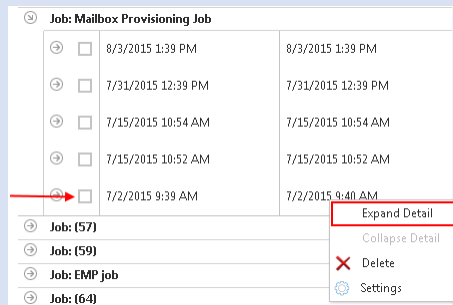 Job: Mailbox Provisioning Job
8/3/2015 1:39 PM 8/3/2015 1:39 PM
7/31/2015 12:39 PM 7/31/2015 12:39 PM
7/15/2015 10:54 AM 7/15/2015 10:54 AM
7/15/2015 10:52 AM 7/15/2015 10:52 AM
7/2/2015 9:39 AM 7/2/2015 9:40 AM
Expand Detail
Job: (57)
Collapse Detail
Job: (59)
Delete
Job: EMP job
Settings
Job: (64)